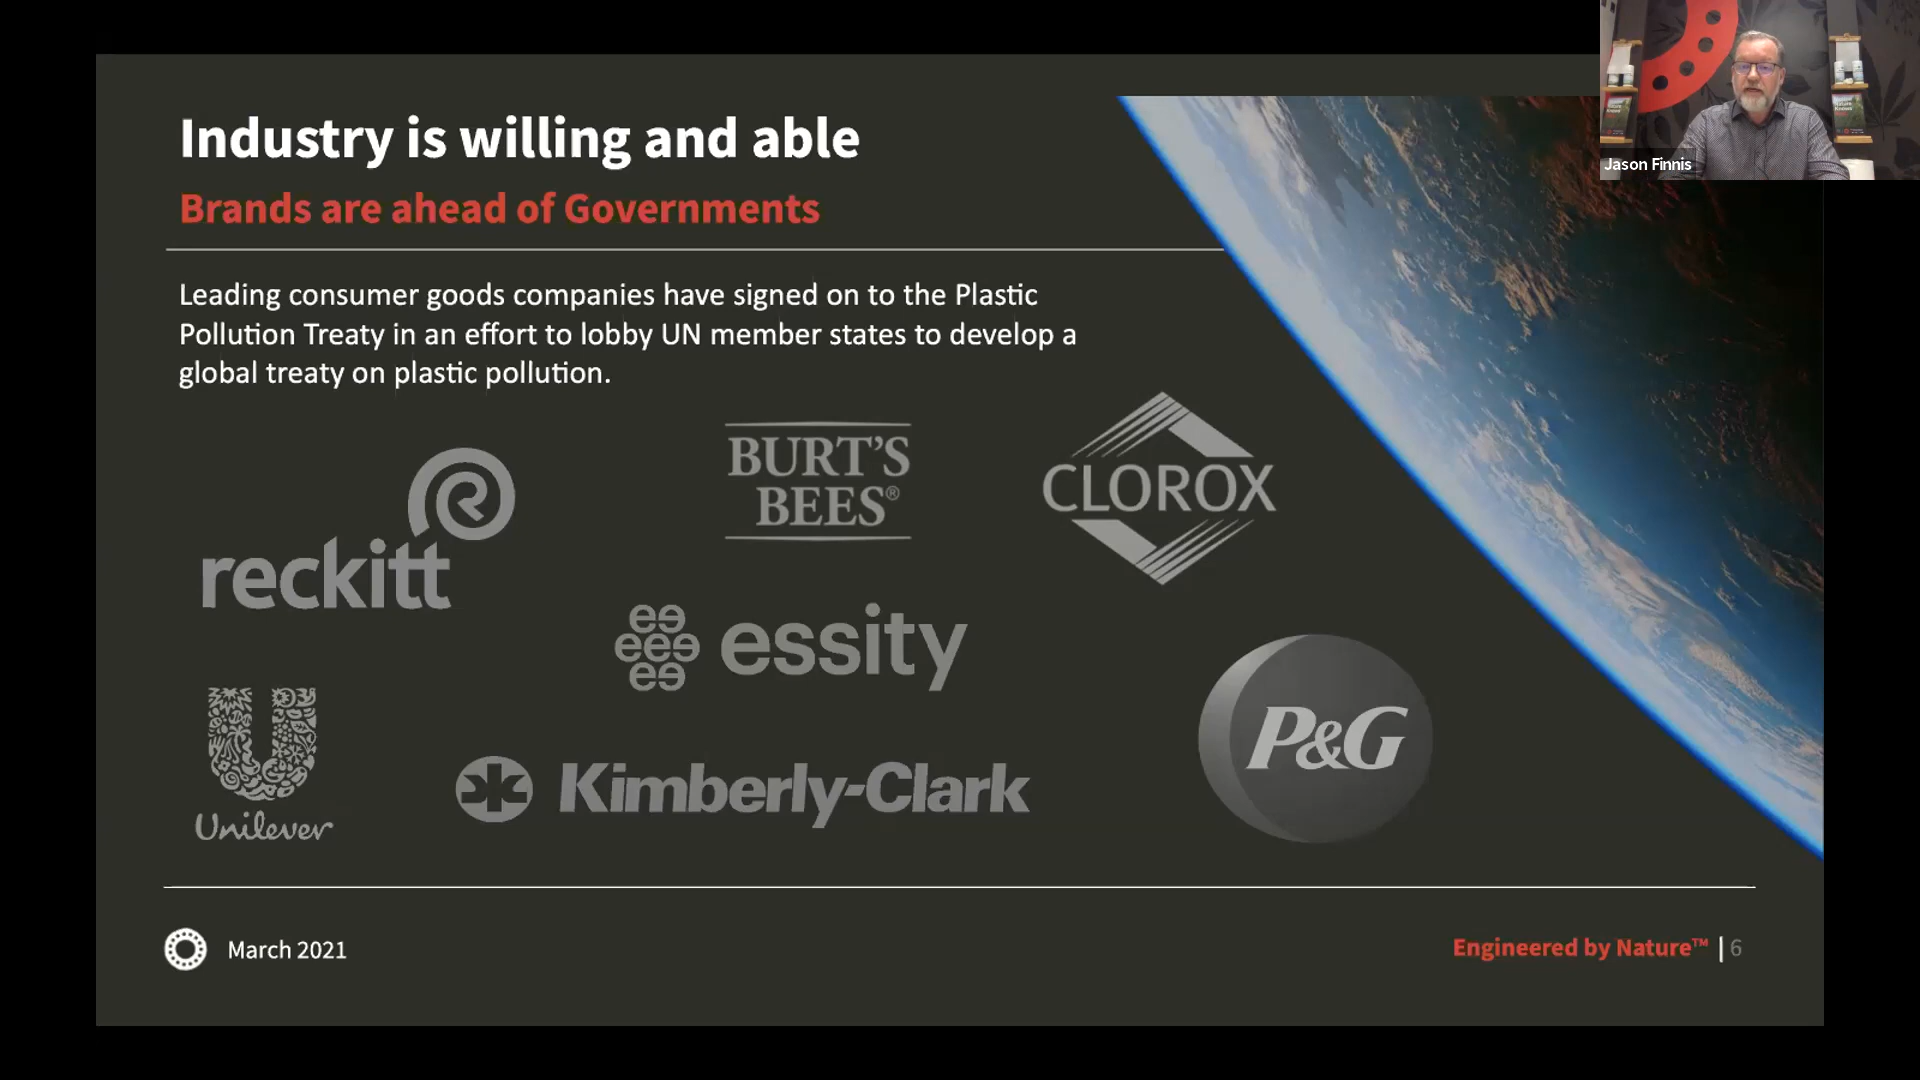 Industry is willing and able
Brands are ahead of Governments
Leading consumer goods companies have signed on to the Plastic
Pollution Treaty in an effort to lobby UN member states to develop a
global treaty on plastic pollution.
reckitt
BURT'S
BEES®
CLOROX
essity
Unilever
Kimberly-Clark
P&G
March 2021
Engineered by Nature™ | 6
Jason Finnis